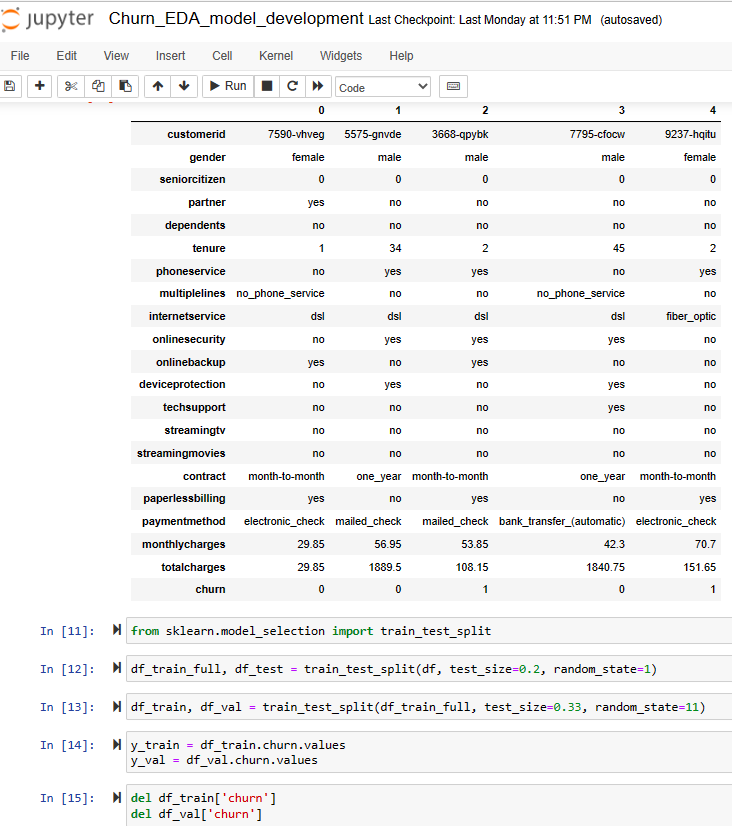 jupyter Churn_EDA_model_development Last Checkpoint: Last Monday at 11:51 PM (autosaved)
File Edit View Insert Cell Kernel Widgets Help
Run Code
0 1 2 3 4
customerid 7590-vhveg 5575-gnvde 3668-qpybk 7795-cfocw 9237-hqitu
gender female male male male female
seniorcitizen 0 0 0 0 0
partner yes no no no no
dependents no no no no no
tenure 1 34 2 45 2
phoneservice no yes yes no yes
multiplelines no_phone_service no no no_phone_service no
internetservice dsl dsl dsl dsl fiber_optic
onlinesecurity no yes yes yes no
onlinebackup yes no yes no no
deviceprotection no yes no yes no
techsupport no no no yes no
streamingtv no no no no no
streamingmovies no no no no no
contract month-to-month one_year month-to-month one_year month-to-month
paperlessbilling yes no yes no yes
paymentmethod electronic_check mailed_check mailed_check bank_transfer_(automatic) electronic_check
monthlycharges 29.85 56.95 53.85 42.3 70.7
totalcharges 29.85 1889.5 108.15 1840.75 151.65
churn 0 0 1 0 1
In [11]: from sklearn.model_selection import train_test_split
In [12]: df_train_full, df_test = train_test_split(df, test_size=0.2, random_state=1)
In [13]: df_train, df_val = train_test_split(df_train_full, test_size=0.33, random_state=11)
In [14]: y_train = df_train.churn.values
y_val = df_val.churn.values
In [15]: del df_train['churn']
del df_val['churn']